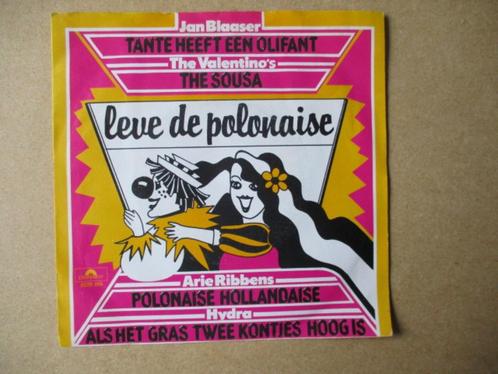 Jan Blaaser
TANTE HEEFT EEN OLIFANT
The Valentino's
THE SOUSA
leve de polonaise
Arie Ribbens
POLONAISE HOLLANDAISE
Hydra
ALS HET GRAS TWEE KONTJES HOOG IS